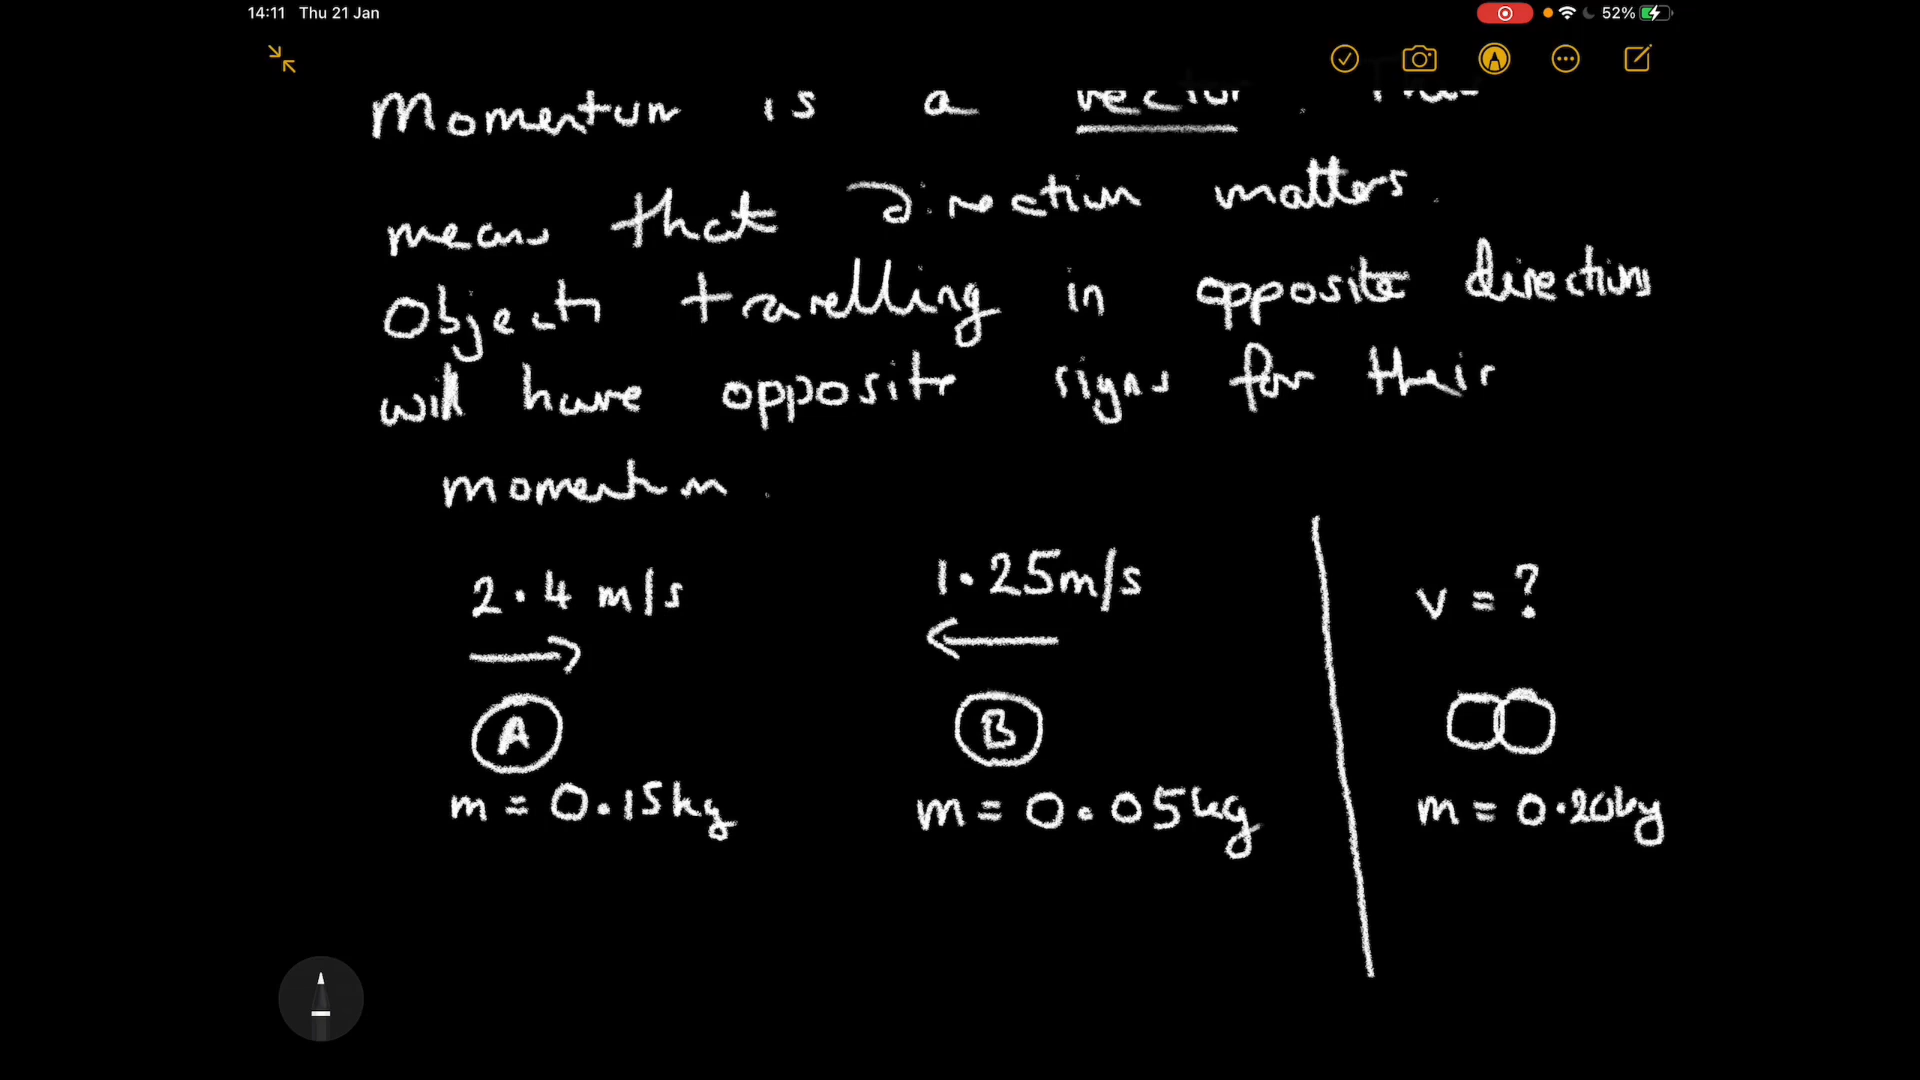 14:11 Thu 21 Jan 52%
Momentum is a vector. This
means that direction matters.
Objects travelling in opposite directions
will have opposite signs for their
momentum.
2.4 m/s 1.25m/s v = ?
A B
m = 0.15kg m = 0.05kg m = 0.20kg